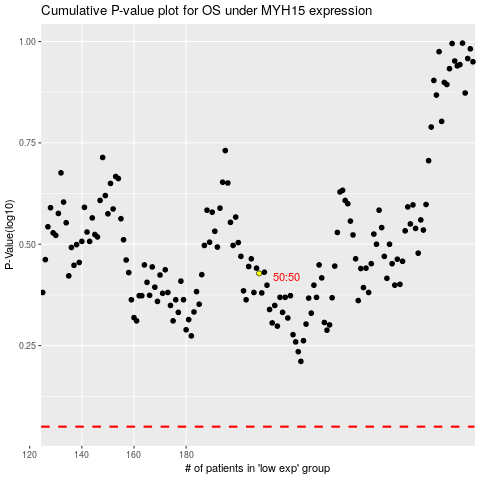 Cumulative P-value plot for OS under MYH15 expression
P-Value(log10)
1.00
0.75
0.50
0.25
50:50
120 140 160 180
# of patients in 'low exp' group